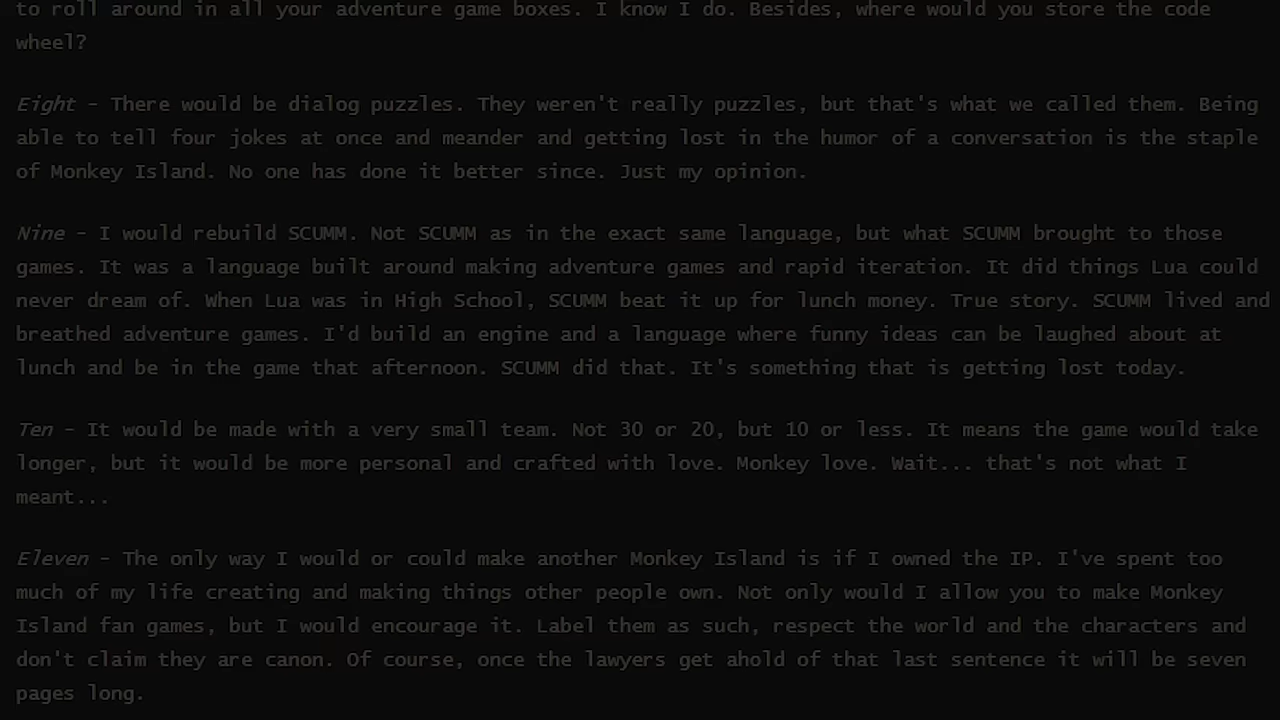 to roll around in all your adventure game boxes. I know I do. Besides, where would you store the code
wheel?
Eight - There would be dialog puzzles. They weren't really puzzles, but that's what we called them. Being
able to tell four jokes at once and meander and getting lost in the humor of a conversation is the staple
of Monkey Island. No one has done it better since. Just my opinion.
Nine - I would rebuild SCUMM. Not SCUMM as in the exact same language, but what SCUMM brought to those
games. It was a language built around making adventure games and rapid iteration. It did things Lua could
never dream of. When Lua was in High School, SCUMM beat it up for lunch money. True story. SCUMM lived and
breathed adventure games. I'd build an engine and a language where funny ideas can be laughed about at
lunch and be in the game that afternoon. SCUMM did that. It's something that is getting lost today.
Ten - It would be made with a very small team. Not 30 or 20, but 10 or less. It means the game would take
longer, but it would be more personal and crafted with love. Monkey love. Wait... that's not what I
meant...
Eleven - The only way I would or could make another Monkey Island is if I owned the IP. I've spent too
much of my life creating and making things other people own. Not only would I allow you to make Monkey
Island fan games, but I would encourage it. Label them as such, respect the world and the characters and
don't claim they are canon. Of course, once the lawyers get ahold of that last sentence it will be seven
pages long.